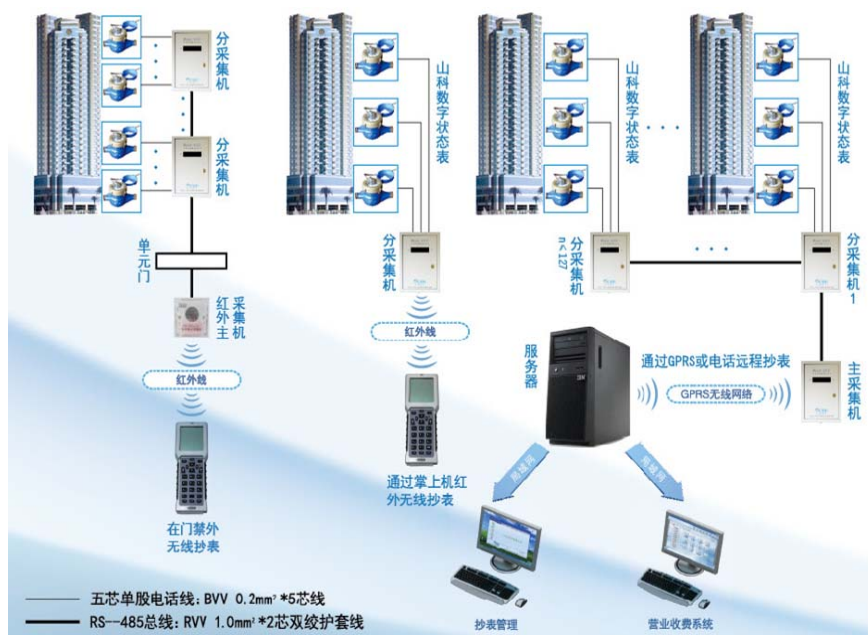 分采集机
分采集机
单元门
红外主
采集机
红外线
在门禁外
无线抄表
山科数字状态表
分采集机
红外线
通过掌上机红
外无线抄表
山科数字状态表
分采集机
n≤127
山科数字状态表
分采集机1
主采集机
服务器
通过GPRS或电话远程抄表
GPRS无线网络
局域网
局域网
抄表管理
营业收费系统
五芯单股电话线：BVV 0.2mm² *5芯线
RS--485总线：RVV 1.0mm² *2芯双绞护套线